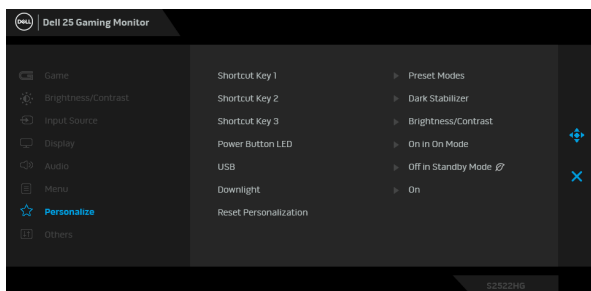 DELL
Dell 25 Gaming Monitor
Game
Shortcut Key 1 Preset Modes
Brightness/Contrast
Shortcut Key 2 Dark Stabilizer
Input Source
Shortcut Key 3 Brightness/Contrast
Display
Power Button LED On in On Mode
Audio
USB Off in Standby Mode
Menu
Downlight On
Personalize
Reset Personalization
Others
S2522HG